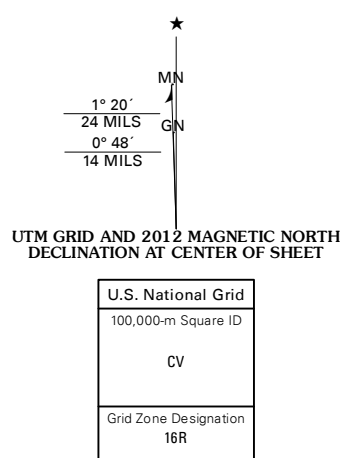 ★
MN
1° 20´
24 MILS
GN
0° 48´
14 MILS
UTM GRID AND 2012 MAGNETIC NORTH
DECLINATION AT CENTER OF SHEET
U.S. National Grid
100,000-m Square ID
CV
Grid Zone Designation
16R